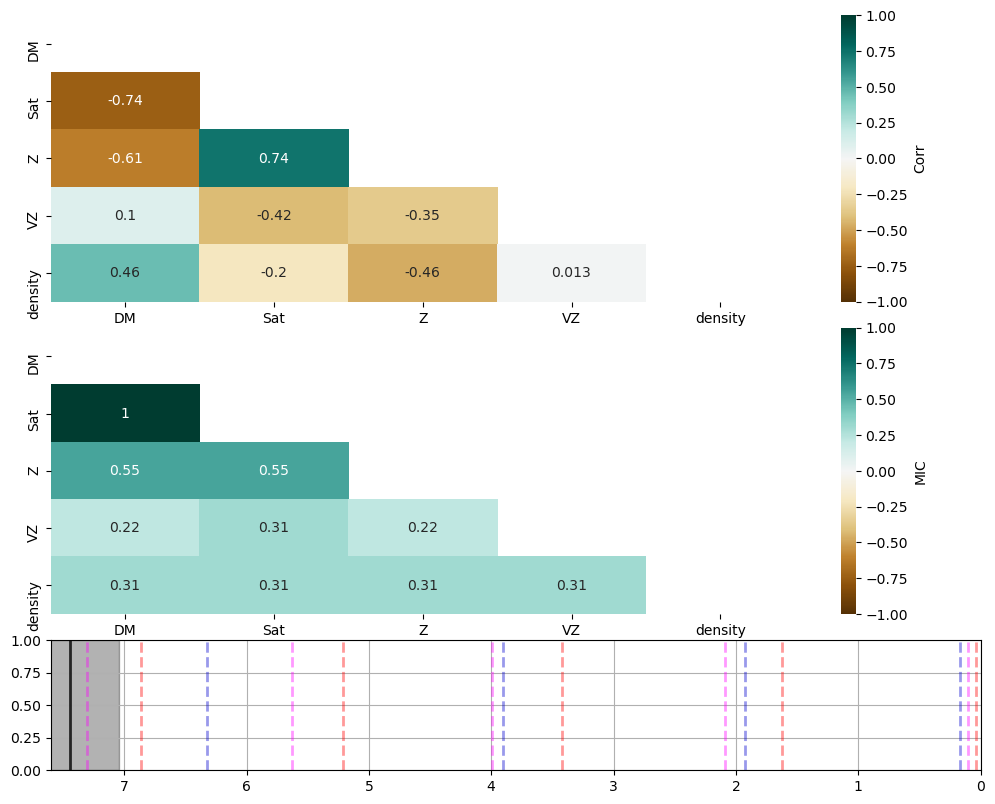 DM
Sat -0.74
Z -0.61 0.74
VZ 0.1 -0.42 -0.35
density 0.46 -0.2 -0.46 0.013
DM Sat Z VZ density
1.00
0.75
0.50
0.25
0.00
−0.25
−0.50
−0.75
−1.00
Corr
DM
Sat 1
Z 0.55 0.55
VZ 0.22 0.31 0.22
density 0.31 0.31 0.31 0.31
DM Sat Z VZ density
1.00
0.75
0.50
0.25
0.00
−0.25
−0.50
−0.75
−1.00
MIC
1.00
0.75
0.50
0.25
0.00
7 6 5 4 3 2 1 0